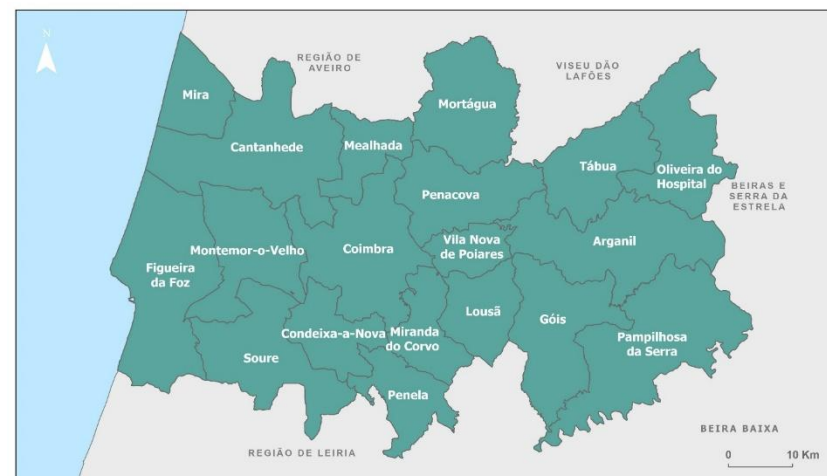 N
REGIÃO DE
AVEIRO
VISEU DÃO
LAFÕES
Mira
Mortágua
Cantanhede
Mealhada
Tábua
Oliveira do
Hospital
Penacova
BEIRAS E
SERRA DA
ESTRELA
Montemor-o-Velho
Coimbra
Vila Nova
de Poiares
Arganil
Figueira
da Foz
Lousã
Góis
Condeixa-a-Nova
Miranda
do Corvo
Pampilhosa
da Serra
Soure
Penela
BEIRA BAIXA
REGIÃO DE LEIRIA
0 10 Km